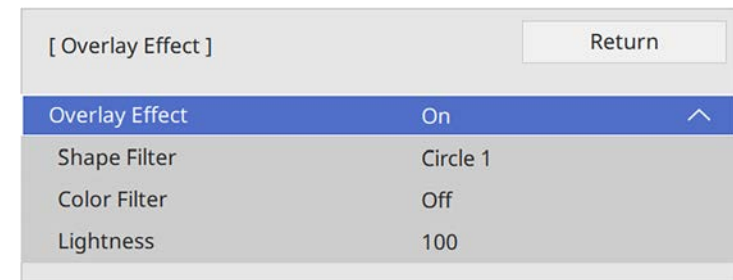 [ Overlay Effect ] Return
Overlay Effect On
Shape Filter Circle 1
Color Filter Off
Lightness 100